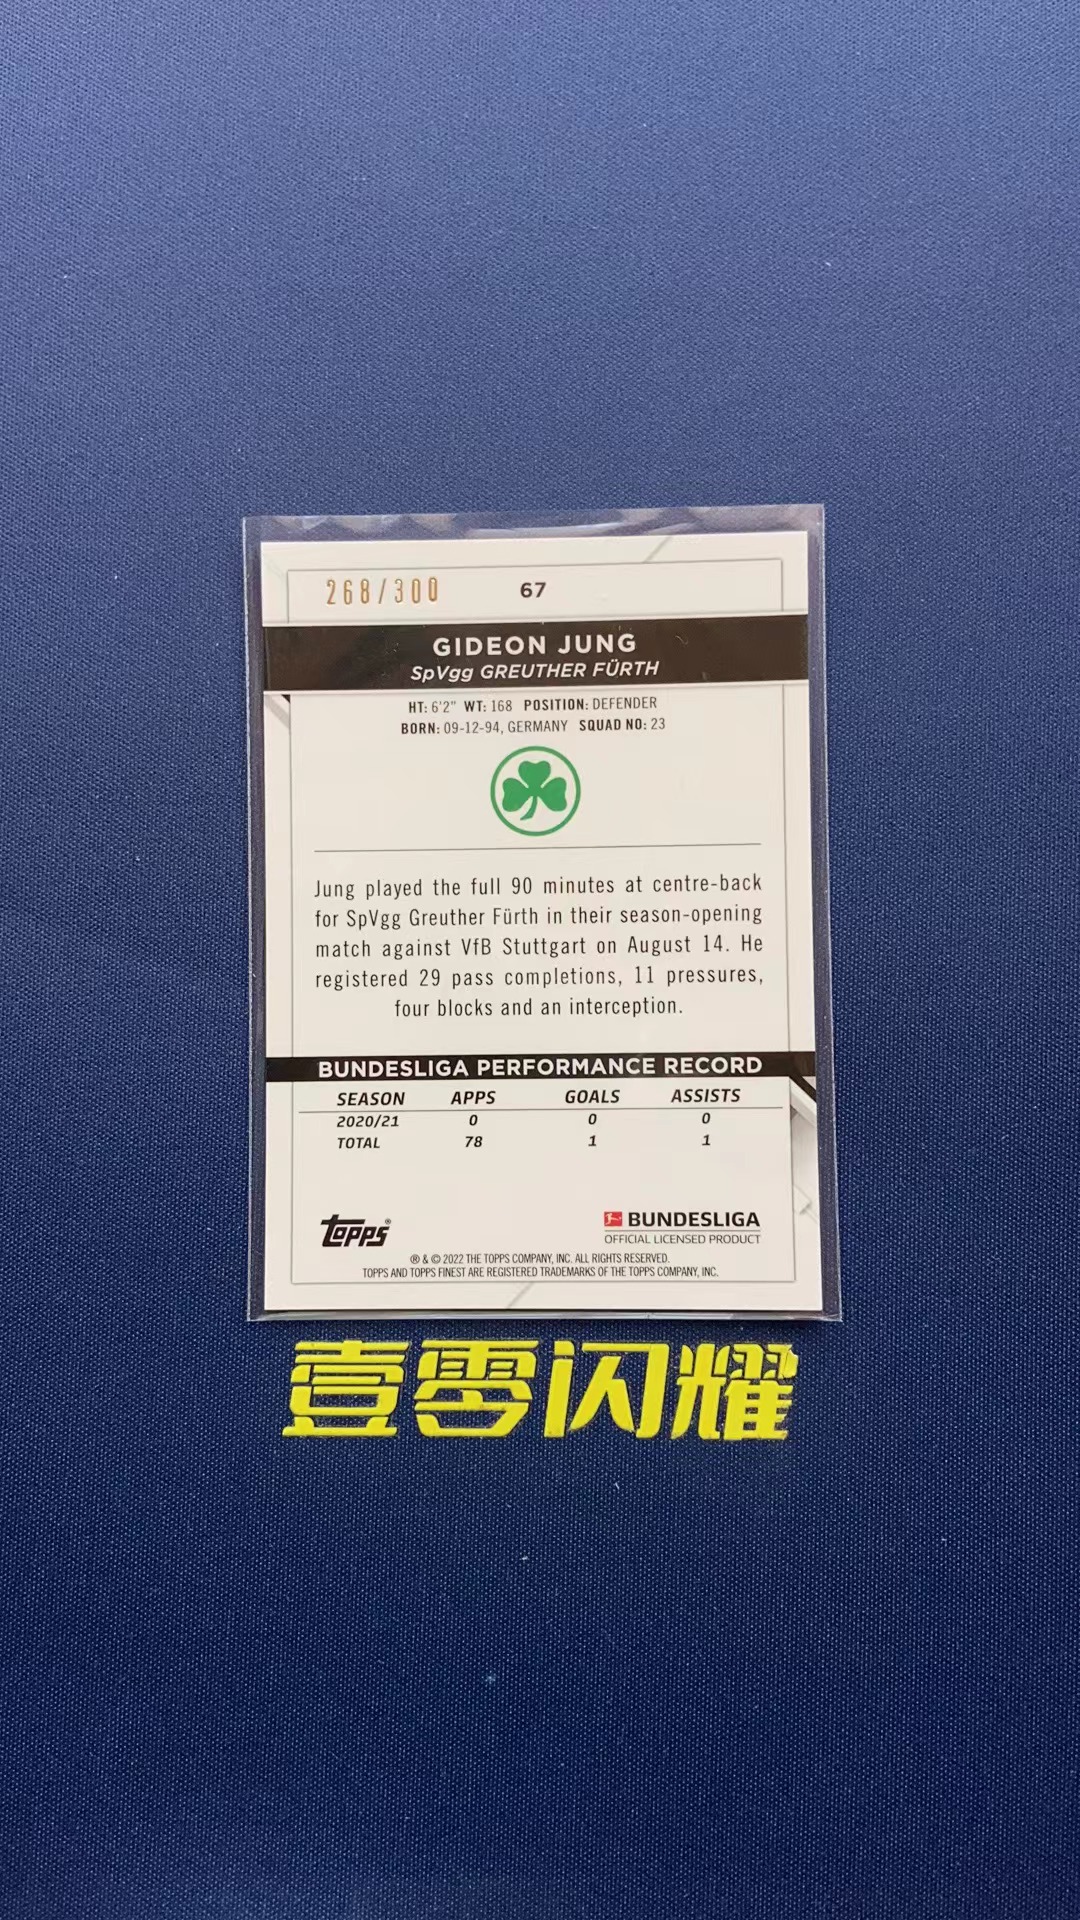 268/300 67
GIDEON JUNG
SpVgg GREUTHER FÜRTH
HT: 6'2" WT: 168 POSITION: DEFENDER
BORN: 09-12-94, GERMANY SQUAD NO: 23
Jung played the full 90 minutes at centre-back
for SpVgg Greuther Fürth in their season-opening
match against VfB Stuttgart on August 14. He
registered 29 pass completions, 11 pressures,
four blocks and an interception.
BUNDESLIGA PERFORMANCE RECORD
SEASON APPS GOALS ASSISTS
2020/21 0 0 0
TOTAL 78 1 1
topps®
BUNDESLIGA
OFFICIAL LICENSED PRODUCT
® & © 2022 THE TOPPS COMPANY, INC. ALL RIGHTS RESERVED.
TOPPS AND TOPPS FINEST ARE REGISTERED TRADEMARKS OF THE TOPPS COMPANY, INC.
壹零闪耀